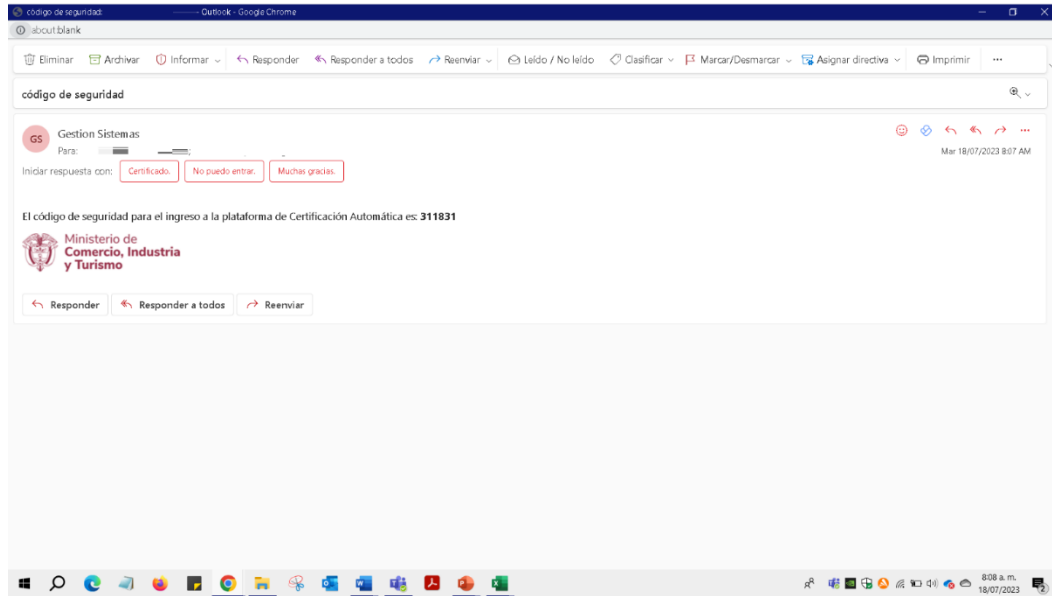 código de seguridad: Outlook - Google Chrome
about:blank
Eliminar Archivar Informar Responder Responder a todos Reenviar Leído / No leído Clasificar Marcar/Desmarcar Asignar directiva Imprimir ...
código de seguridad
GS Gestion Sistemas
Para:
Mar 18/07/2023 8:07 AM
Iniciar respuesta con: Certificado. No puedo entrar. Muchas gracias.
El código de seguridad para el ingreso a la plataforma de Certificación Automática es: 311831
Ministerio de
Comercio, Industria
y Turismo
Responder Responder a todos Reenviar
8:08 a. m.
18/07/2023